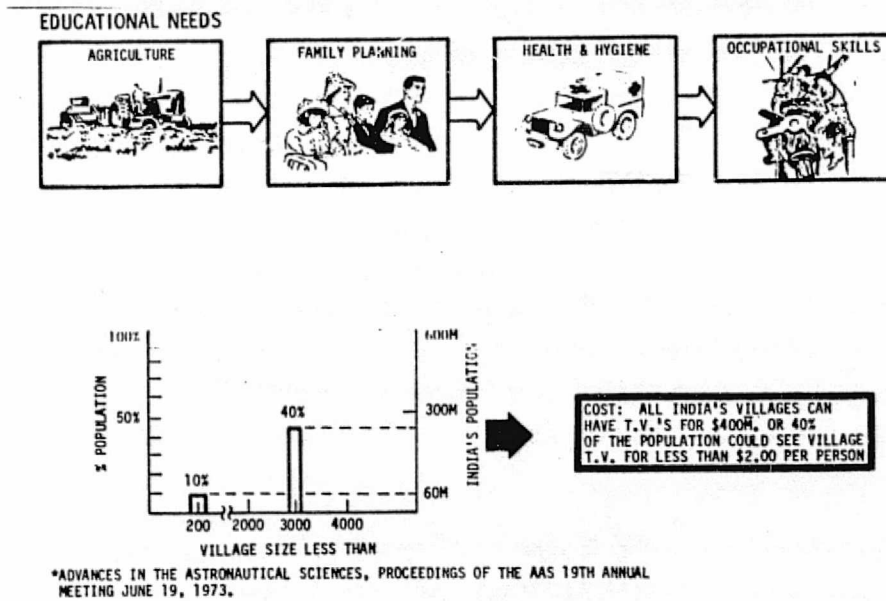 EDUCATIONAL NEEDS
AGRICULTURE
FAMILY PLANNING
HEALTH & HYGIENE
OCCUPATIONAL SKILLS
100%
50%
% POPULATION
10%
40%
600M
300M
60M
INDIA'S POPULATION
200
2000
3000
4000
VILLAGE SIZE LESS THAN
COST: ALL INDIA'S VILLAGES CAN
HAVE T.V.'S FOR $400M, OR 40%
OF THE POPULATION COULD SEE VILLAGE
T.V. FOR LESS THAN $2.00 PER PERSON
*ADVANCES IN THE ASTRONAUTICAL SCIENCES, PROCEEDINGS OF THE AAS 19TH ANNUAL
MEETING JUNE 19, 1973.